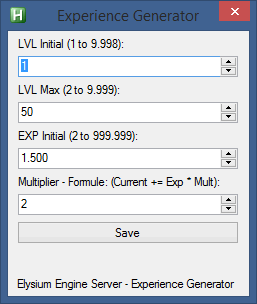 Experience Generator
LVL Initial (1 to 9.998):
1
LVL Max (2 to 9.999):
50
EXP Initial (2 to 999.999):
1.500
Multiplier - Formule: (Current += Exp * Mult):
2
Save
Elysium Engine Server - Experience Generator